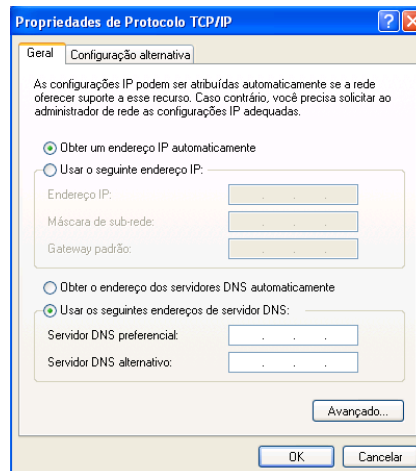 Propriedades de Protocolo TCP/IP
Geral
Configuração alternativa
As configurações IP podem ser atribuídas automaticamente se a rede
oferecer suporte a esse recurso. Caso contrário, você precisa solicitar ao
administrador de rede as configurações IP adequadas.
Obter um endereço IP automaticamente
Usar o seguinte endereço IP:
Endereço IP:
Máscara de sub-rede:
Gateway padrão:
Obter o endereço dos servidores DNS automaticamente
Usar os seguintes endereços de servidor DNS:
Servidor DNS preferencial:
Servidor DNS alternativo:
Avançado...
OK
Cancelar